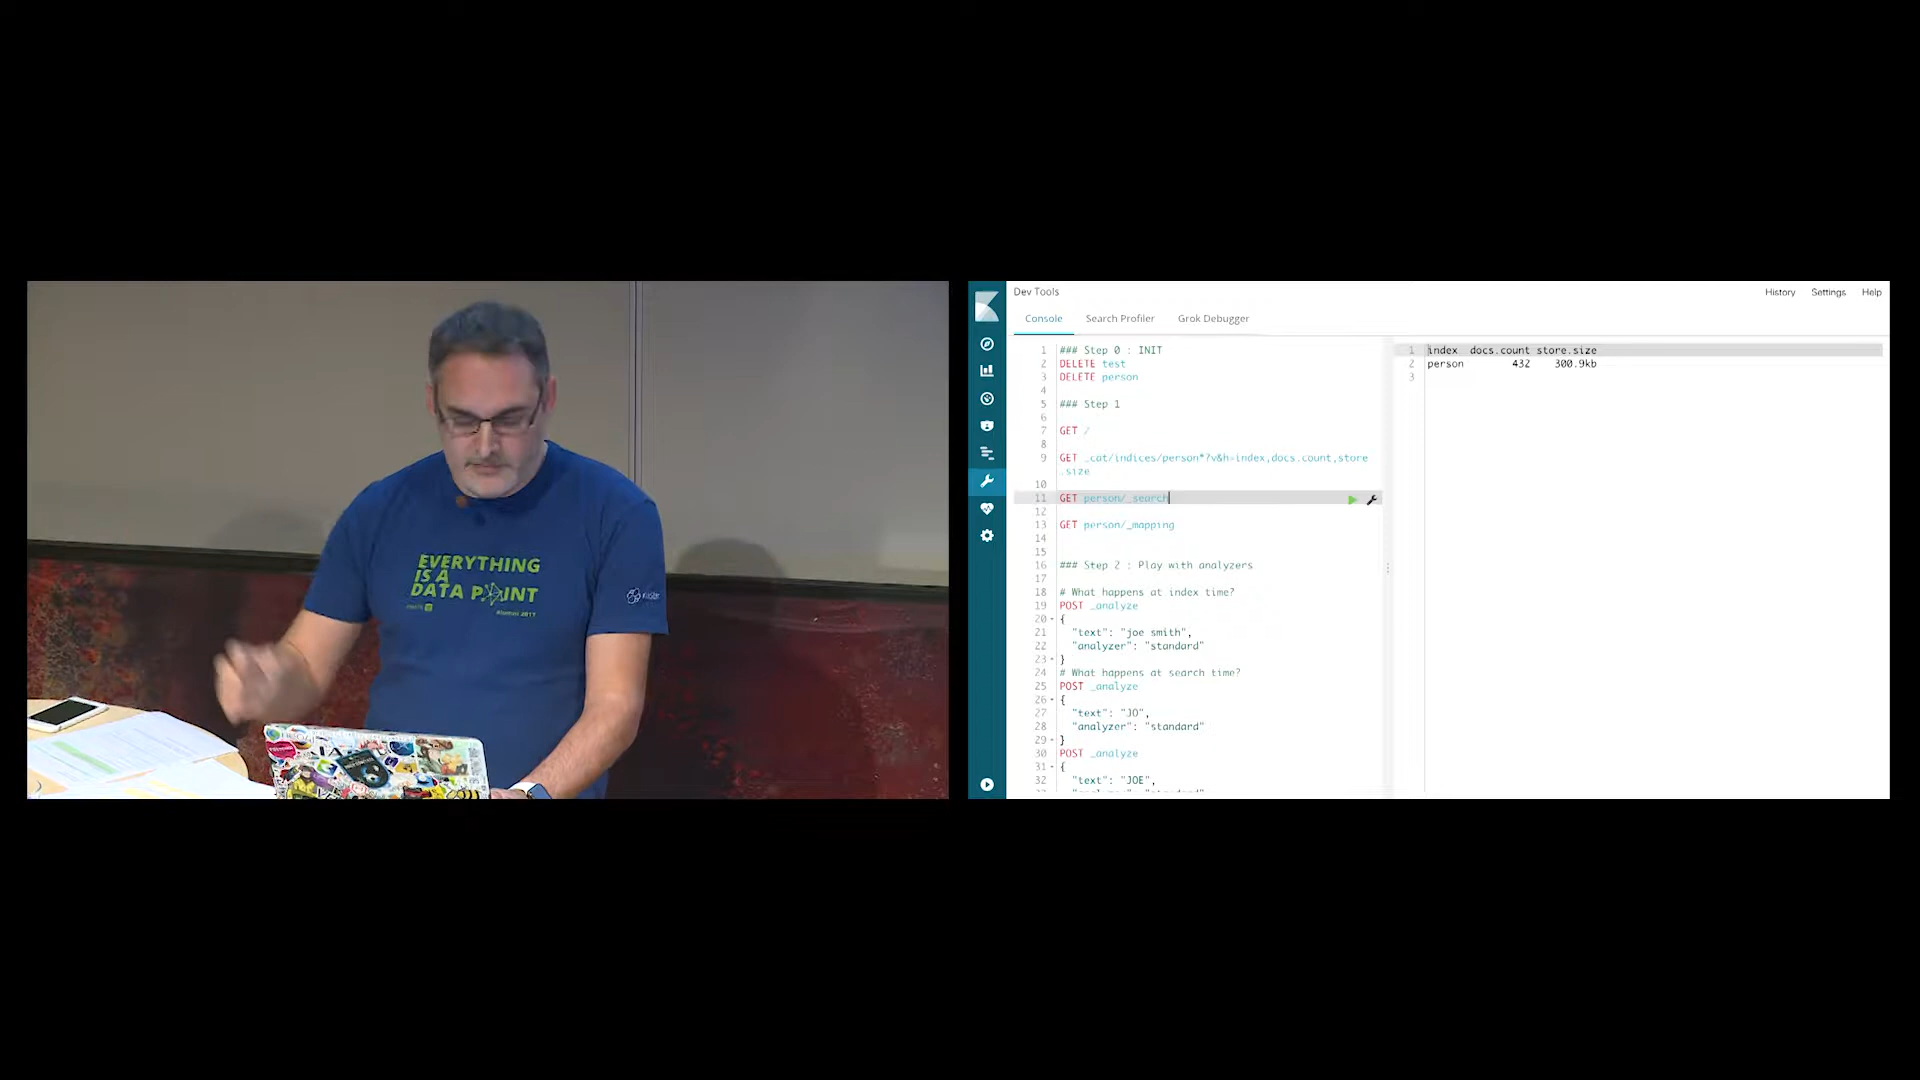 EVERYTHING
IS A
DATA POINT
Alumni 2017
Dev Tools
History Settings Help
Console Search Profiler Grok Debugger
1 ### Step 0 : INIT
2 DELETE test
3 DELETE person
4
5 ### Step 1
6
7 GET /
8
9 GET _cat/indices/person*?v&h=index,docs.count,store
.size
10
11 GET person/_search
12
13 GET person/_mapping
14
15
16 ### Step 2 : Play with analyzers
17
18 # What happens at index time?
19 POST _analyze
20 {
21 "text": "joe smith",
22 "analyzer": "standard"
23 }
24 # What happens at search time?
25 POST _analyze
26 {
27 "text": "JO",
28 "analyzer": "standard"
29 }
30 POST _analyze
31 {
32 "text": "JOE",
1 index docs.count store.size
2 person 432 300.9kb
3